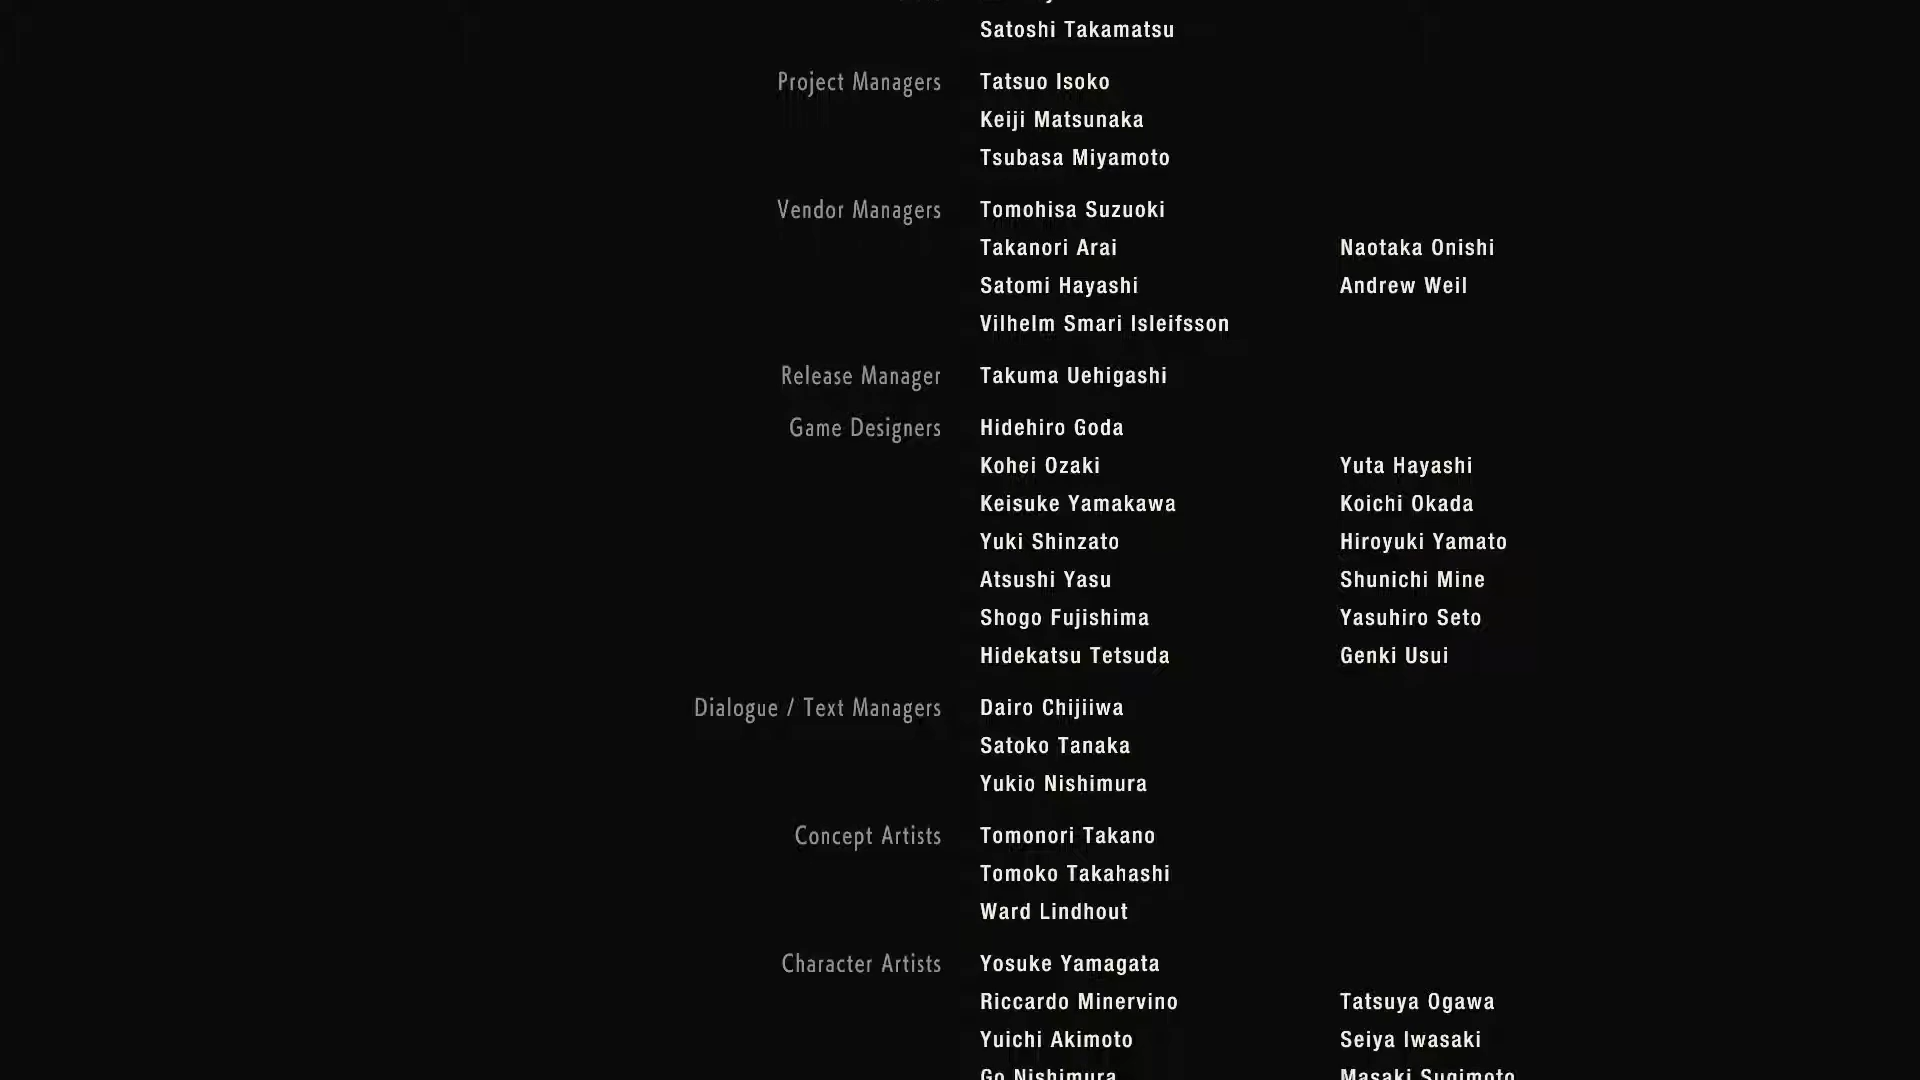 Satoshi Takamatsu
Project Managers Tatsuo Isoko
Keiji Matsunaka
Tsubasa Miyamoto
Vendor Managers Tomohisa Suzuoki
Takanori Arai Naotaka Onishi
Satomi Hayashi Andrew Weil
Vilhelm Smari Isleifsson
Release Manager Takuma Uehigashi
Game Designers Hidehiro Goda
Kohei Ozaki Yuta Hayashi
Keisuke Yamakawa Koichi Okada
Yuki Shinzato Hiroyuki Yamato
Atsushi Yasu Shunichi Mine
Shogo Fujishima Yasuhiro Seto
Hidekatsu Tetsuda Genki Usui
Dialogue / Text Managers Dairo Chijiiwa
Satoko Tanaka
Yukio Nishimura
Concept Artists Tomonori Takano
Tomoko Takahashi
Ward Lindhout
Character Artists Yosuke Yamagata
Riccardo Minervino Tatsuya Ogawa
Yuichi Akimoto Seiya Iwasaki
Go Nishimura Masaki Sugimoto